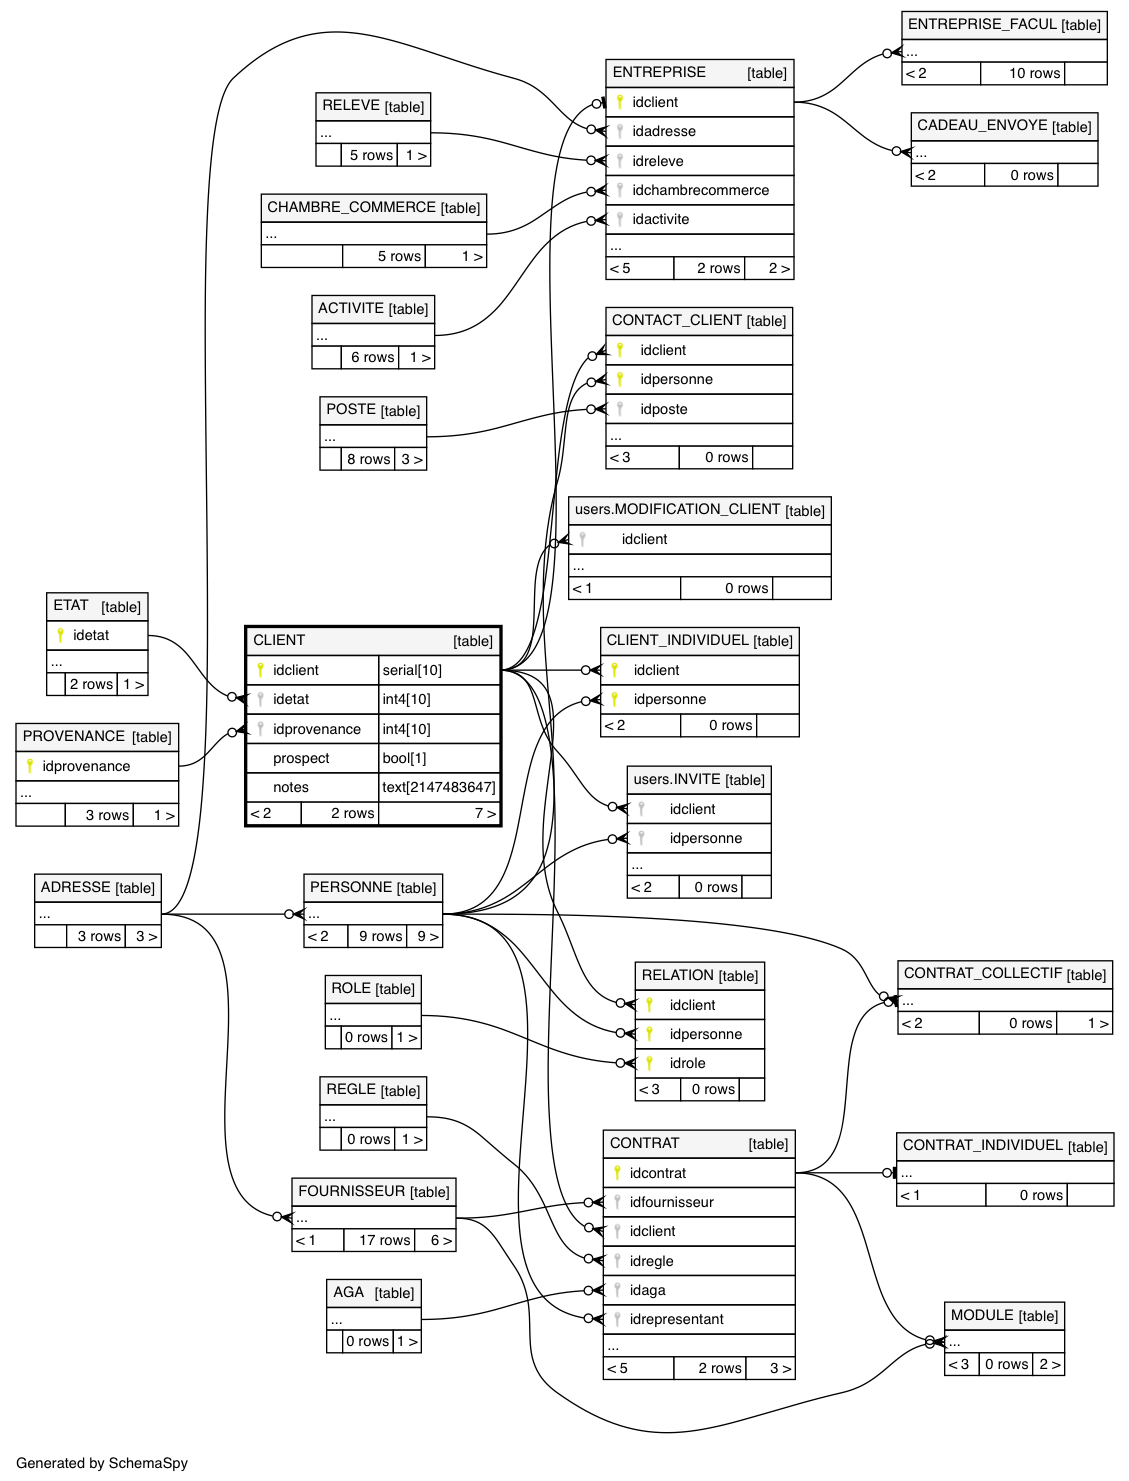 ENTREPRISE_FACUL [table]
...
< 2 10 rows
ENTREPRISE [table]
idclient
idadresse
idreleve
idchambrecommerce
idactivite
...
< 5 2 rows 2 >
RELEVE [table]
...
5 rows 1 >
CADEAU_ENVOYE [table]
...
< 2 0 rows
CHAMBRE_COMMERCE [table]
...
5 rows 1 >
ACTIVITE [table]
...
6 rows 1 >
CONTACT_CLIENT [table]
idclient
idpersonne
idposte
...
< 3 0 rows
POSTE [table]
...
8 rows 3 >
users.MODIFICATION_CLIENT [table]
idclient
...
< 1 0 rows
ETAT [table]
idetat
...
2 rows 1 >
CLIENT [table]
idclient serial[10]
idetat int4[10]
idprovenance int4[10]
prospect bool[1]
notes text[2147483647]
< 2 2 rows 7 >
CLIENT_INDIVIDUEL [table]
idclient
idpersonne
< 2 0 rows
PROVENANCE [table]
idprovenance
...
3 rows 1 >
users.INVITE [table]
idclient
idpersonne
...
< 2 0 rows
ADRESSE [table]
...
3 rows 3 >
PERSONNE [table]
...
< 2 9 rows 9 >
RELATION [table]
idclient
idpersonne
idrole
< 3 0 rows
CONTRAT_COLLECTIF [table]
...
< 2 0 rows 1 >
ROLE [table]
...
0 rows 1 >
REGLE [table]
...
0 rows 1 >
CONTRAT [table]
idcontrat
idfournisseur
idclient
idregle
idaga
idrepresentant
...
< 5 2 rows 3 >
CONTRAT_INDIVIDUEL [table]
...
< 1 0 rows
FOURNISSEUR [table]
...
< 1 17 rows 6 >
AGA [table]
...
0 rows 1 >
MODULE [table]
...
< 3 0 rows 2 >
Generated by SchemaSpy